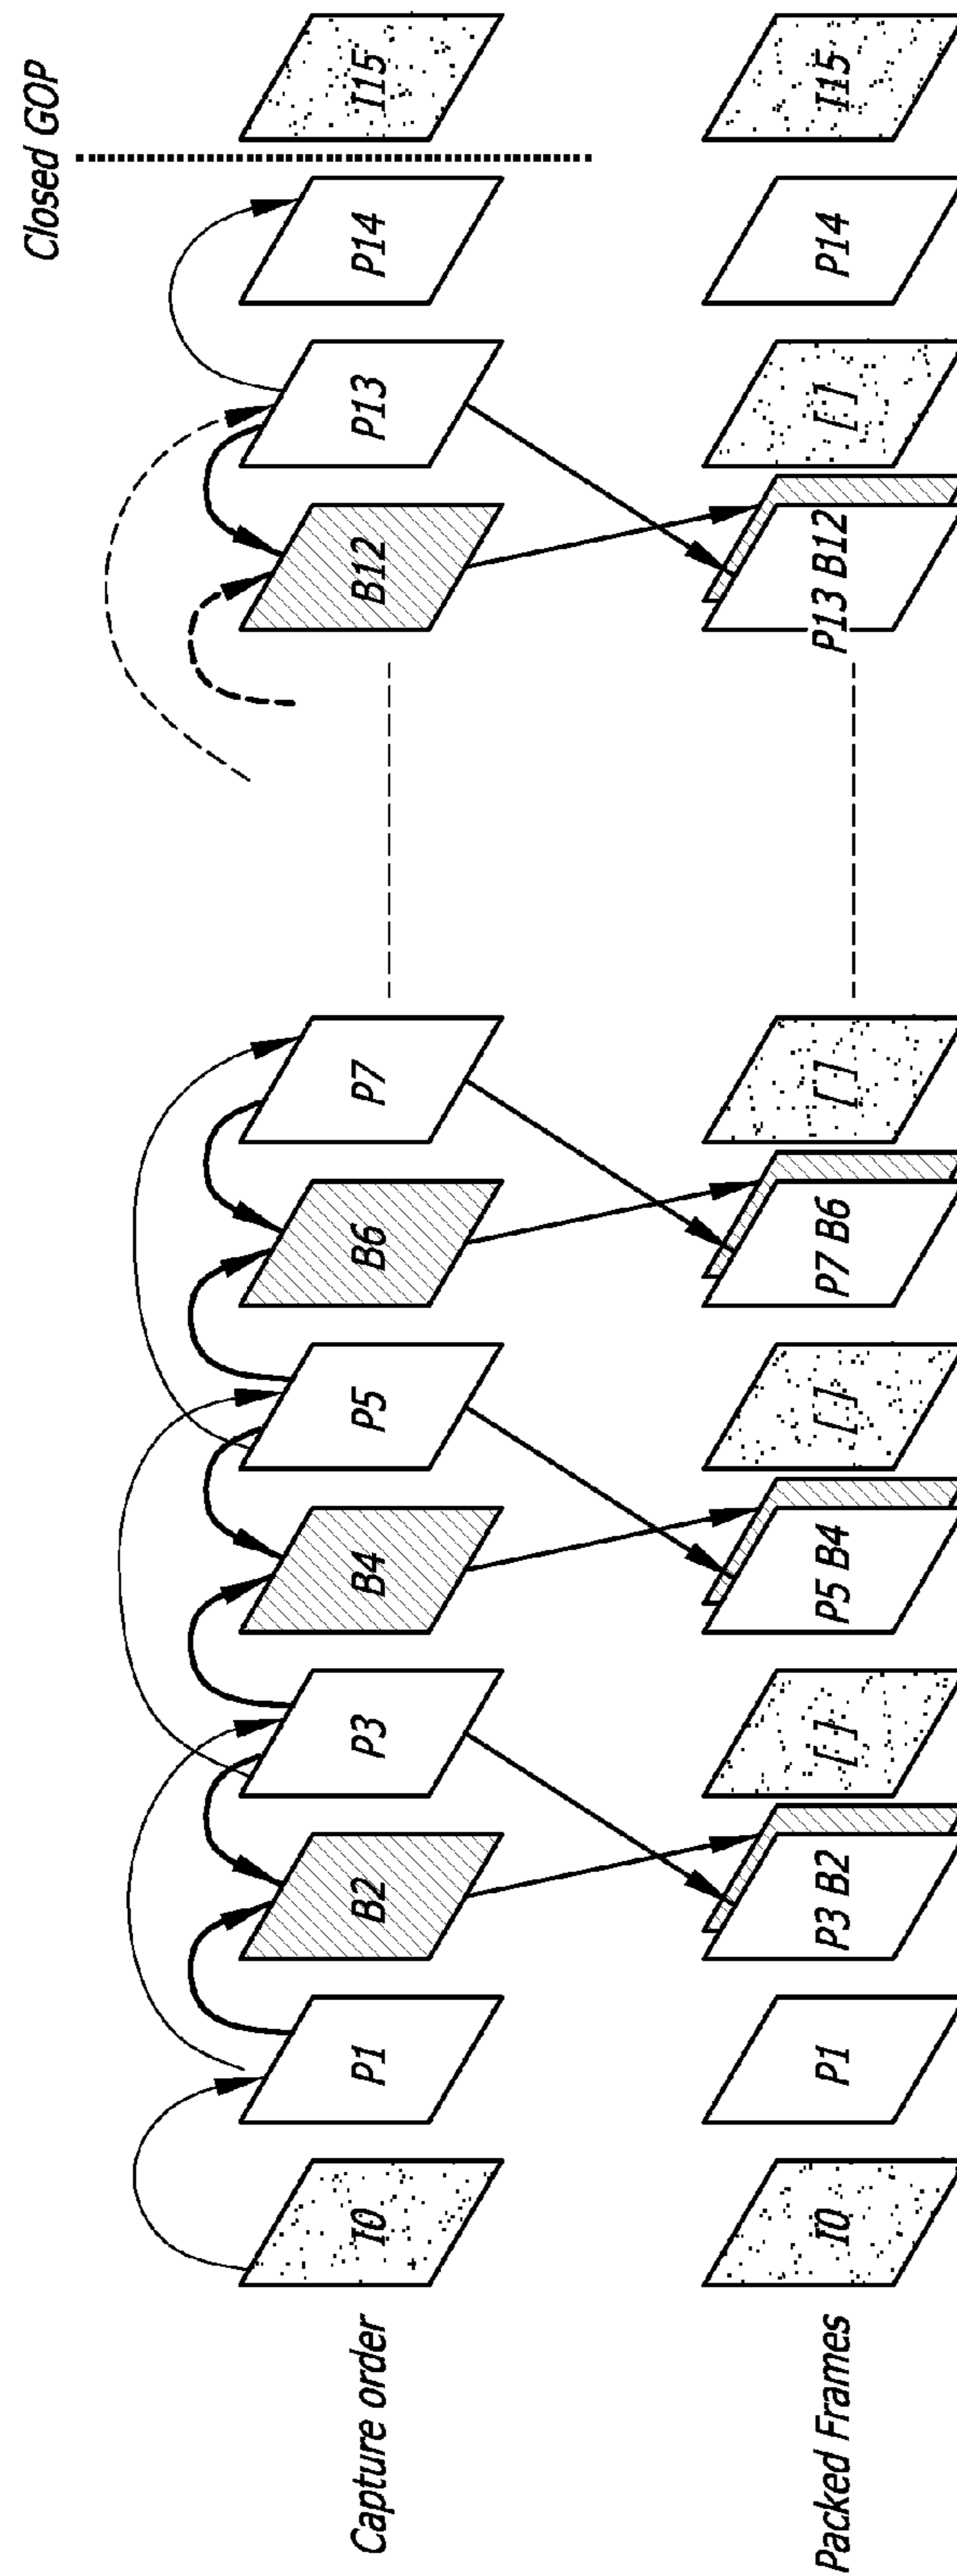 Closed GOP
Capture order
I0
P1
B2
P3
B4
P5
B6
P7
B12
P13
P14
I15
Packed Frames
I0
P1
P3 B2
[ ]
P5 B4
[ ]
P7 B6
[ ]
P13 B12
[ ]
P14
I15